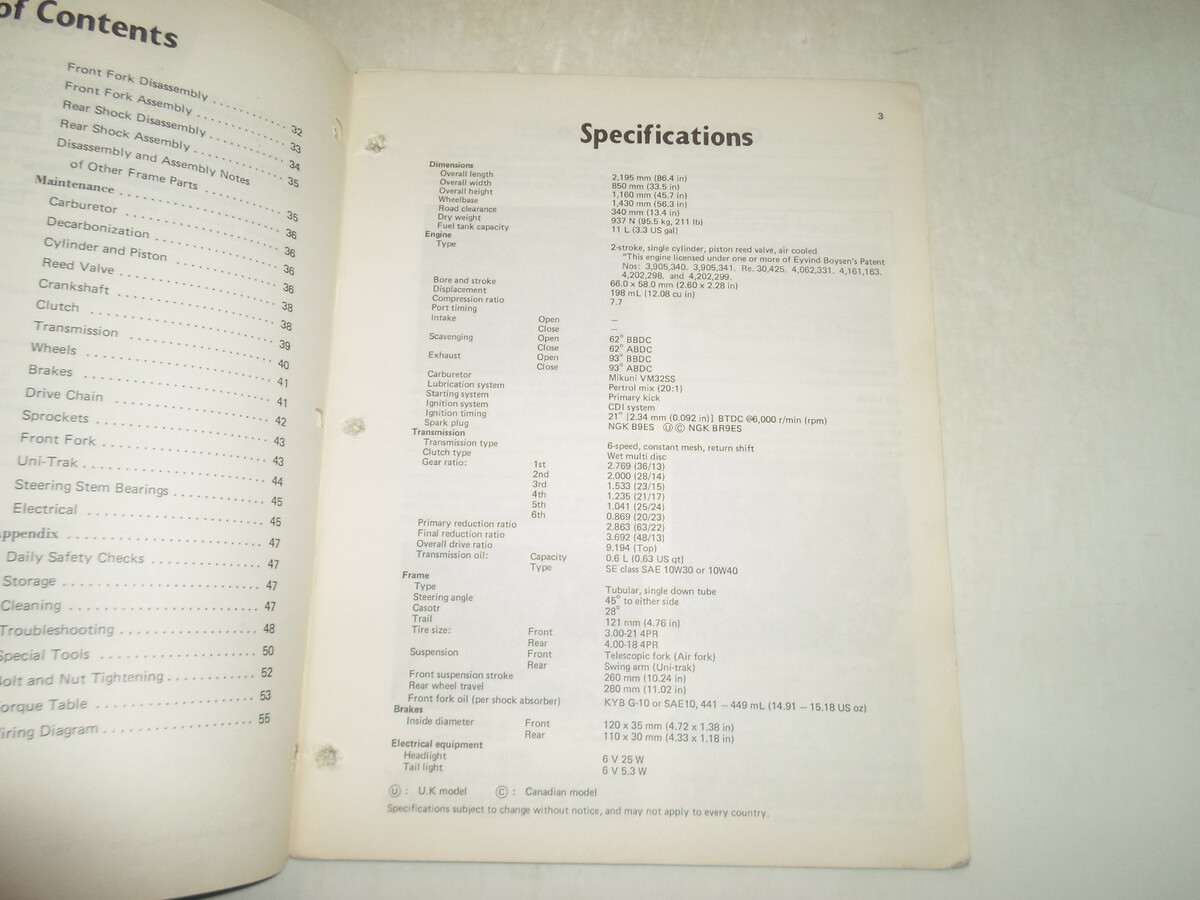 of Contents
Front Fork Disassembly . . . . . . . . . . . . 32
Front Fork Assembly . . . . . . . . . . . . . . 33
Rear Shock Disassembly . . . . . . . . . . . . 34
Rear Shock Assembly . . . . . . . . . . . . . . 35
Disassembly and Assembly Notes
of Other Frame Parts . . . . . . . . . . . . 35
Maintenance . . . . . . . . . . . . . . . . . . 36
Carburetor . . . . . . . . . . . . . . . . . . 36
Decarbonization . . . . . . . . . . . . . . . 36
Cylinder and Piston . . . . . . . . . . . . . 36
Reed Valve . . . . . . . . . . . . . . . . . . 38
Crankshaft . . . . . . . . . . . . . . . . . . 38
Clutch . . . . . . . . . . . . . . . . . . . . 39
Transmission . . . . . . . . . . . . . . . . . 40
Wheels . . . . . . . . . . . . . . . . . . . . 41
Brakes . . . . . . . . . . . . . . . . . . . . 41
Drive Chain . . . . . . . . . . . . . . . . . 42
Sprockets . . . . . . . . . . . . . . . . . . 43
Front Fork . . . . . . . . . . . . . . . . . . 43
Uni-Trak . . . . . . . . . . . . . . . . . . . 44
Steering Stem Bearings . . . . . . . . . . . 45
Electrical . . . . . . . . . . . . . . . . . . 45
ppendix . . . . . . . . . . . . . . . . . . . 47
Daily Safety Checks . . . . . . . . . . . . . 47
Storage . . . . . . . . . . . . . . . . . . . 47
Cleaning . . . . . . . . . . . . . . . . . . . 47
Troubleshooting . . . . . . . . . . . . . . . 48
Special Tools . . . . . . . . . . . . . . . . 50
olt and Nut Tightening . . . . . . . . . . . 52
orque Table . . . . . . . . . . . . . . . . . 53
iring Diagram . . . . . . . . . . . . . . . . 55
3
Specifications
Dimensions
Overall length 2,195 mm (86.4 in)
Overall width 850 mm (33.5 in)
Overall height 1,160 mm (45.7 in)
Wheelbase 1,430 mm (56.3 in)
Road clearance 340 mm (13.4 in)
Dry weight 937 N (95.5 kg, 211 lb)
Fuel tank capacity 11 L (3.3 US gal)
Engine
Type 2-stroke, single cylinder, piston reed valve, air cooled
"This engine licensed under one or more of Eyvind Boysen's Patent
Nos: 3,905,340. 3,905,341. Re. 30,425. 4,062,331. 4,161,163.
4,202,298. and 4,202,299.
Bore and stroke 66.0 x 58.0 mm (2.60 x 2.28 in)
Displacement 198 mL (12.08 cu in)
Compression ratio 7.7
Port timing
Intake Open —
Close —
Scavenging Open 62° BBDC
Close 62° ABDC
Exhaust Open 93° BBDC
Close 93° ABDC
Carburetor Mikuni VM32SS
Lubrication system Pertrol mix (20:1)
Starting system Primary kick
Ignition system CDI system
Ignition timing 21° [2.34 mm (0.092 in)] BTDC @6,000 r/min (rpm)
Spark plug NGK B9ES Ⓤ Ⓒ NGK BR9ES
Transmission
Transmission type 6-speed, constant mesh, return shift
Clutch type Wet multi disc
Gear ratio: 1st 2.769 (36/13)
2nd 2.000 (28/14)
3rd 1.533 (23/15)
4th 1.235 (21/17)
5th 1.041 (25/24)
6th 0.869 (20/23)
Primary reduction ratio 2.863 (63/22)
Final reduction ratio 3.692 (48/13)
Overall drive ratio 9.194 (Top)
Transmission oil: Capacity 0.6 L (0.63 US qt)
Type SE class SAE 10W30 or 10W40
Frame
Type Tubular, single down tube
Steering angle 45° to either side
Casotr 28°
Trail 121 mm (4.76 in)
Tire size: Front 3.00-21 4PR
Rear 4.00-18 4PR
Suspension Front Telescopic fork (Air fork)
Rear Swing arm (Uni-trak)
Front suspension stroke 260 mm (10.24 in)
Rear wheel travel 280 mm (11.02 in)
Front fork oil (per shock absorber) KYB G-10 or SAE10, 441 – 449 mL (14.91 – 15.18 US oz)
Brakes
Inside diameter Front 120 x 35 mm (4.72 x 1.38 in)
Rear 110 x 30 mm (4.33 x 1.18 in)
Electrical equipment
Headlight 6 V 25 W
Tail light 6 V 5.3 W
Ⓤ : U.K model Ⓒ : Canadian model
Specifications subject to change without notice, and may not apply to every country.